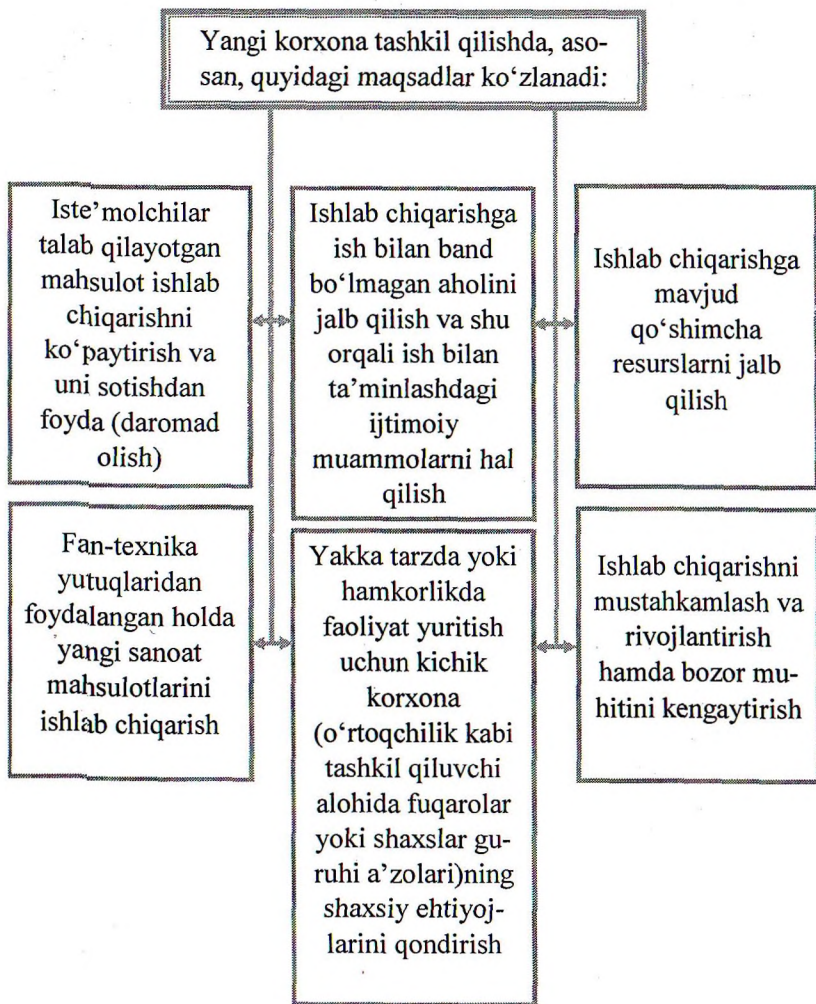 Yangi korxona tashkil qilishda, aso-
san, quyidagi maqsadlar ko‘zlanadi:
Iste’molchilar
talab qilayotgan
mahsulot ishlab
chiqarishni
ko‘paytirish va
uni sotishdan
foyda (daromad
olish)
Ishlab chiqarishga
ish bilan band
bo‘lmagan aholini
jalb qilish va shu
orqali ish bilan
ta’minlashdagi
ijtimoiy
muammolarni hal
qilish
Ishlab chiqarishga
mavjud
qo‘shimcha
resurslarni jalb
qilish
Fan-texnika
yutuqlaridan
foydalangan holda
yangi sanoat
mahsulotlarini
ishlab chiqarish
Yakka tarzda yoki
hamkorlikda
faoliyat yuritish
uchun kichik
korxona
(o‘rtoqchilik kabi
tashkil qiluvchi
alohida fuqarolar
yoki shaxslar gu-
ruhi a’zolari)ning
shaxsiy ehtiyoj-
larini qondirish
Ishlab chiqarishni
mustahkamlash va
rivojlantirish
hamda bozor mu-
hitini kengaytirish